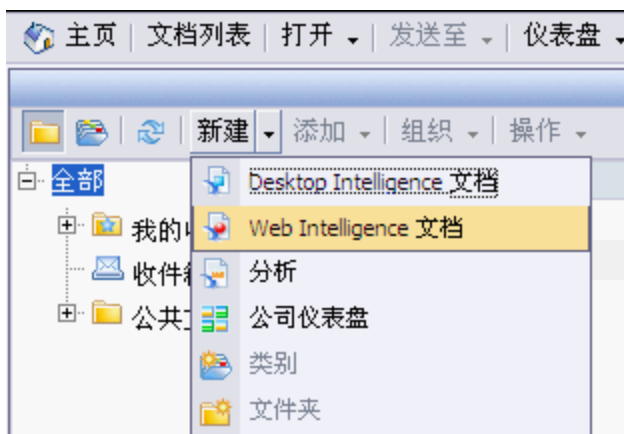 主页 文档列表 打开 发送至 仪表盘
新建 添加 组织 操作
全部
Desktop Intelligence 文档
我的
Web Intelligence 文档
收件
分析
公共
公司仪表盘
类别
文件夹